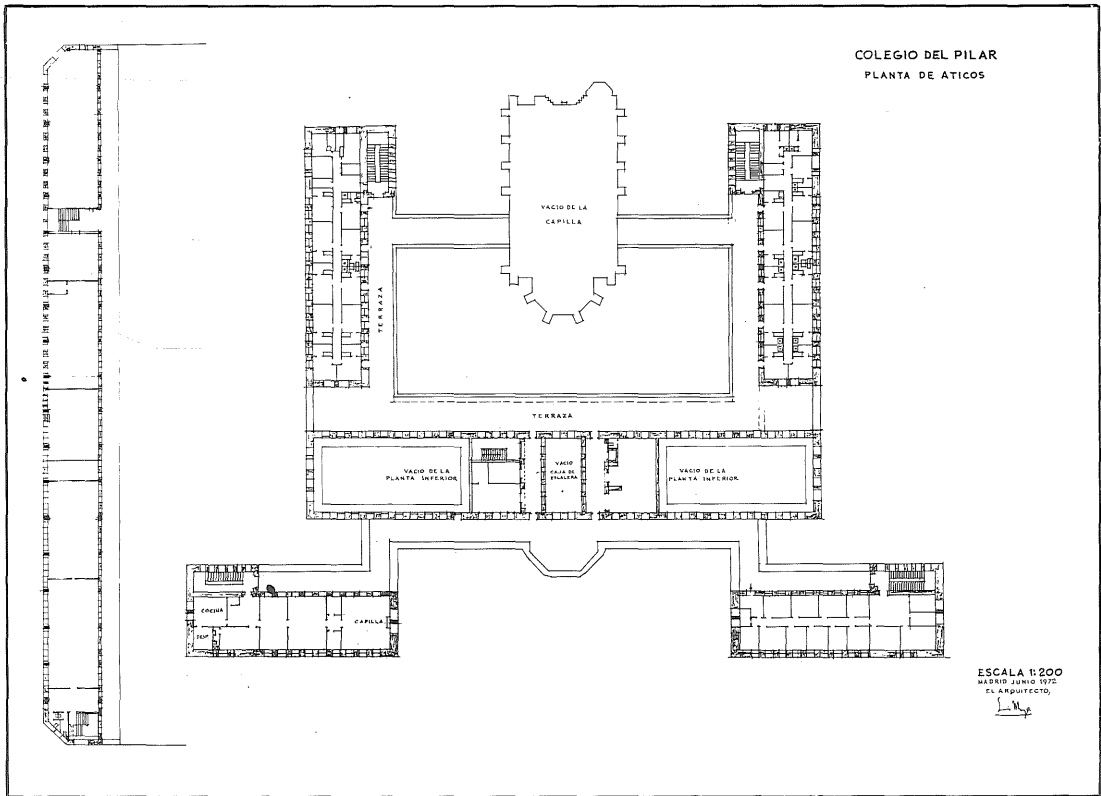 COLEGIO DEL PILAR
PLANTA DE ATICOS
VACIO DE LA
CAPILLA
TERRAZA
TERRAZA
VACIO DE LA
PLANTA INFERIOR
VACIO
CAJA DE
ESCALERA
VACIO DE LA
PLANTA INFERIOR
COCINA
DESP.
CAPILLA
ESCALA 1:200
MADRID JUNIO 1972
EL ARQUITECTO,